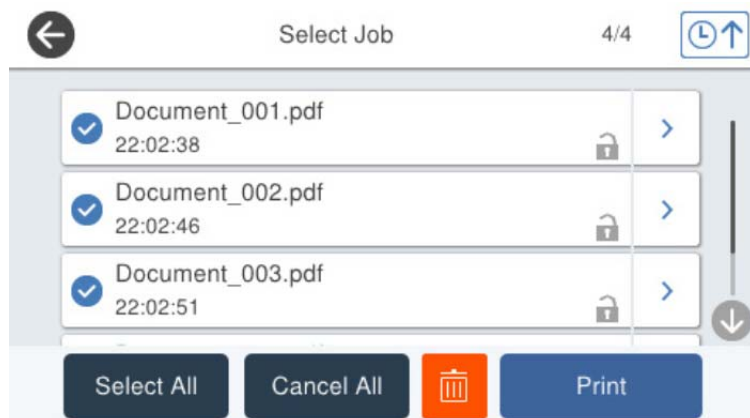 Select Job
4/4
Document_001.pdf
22:02:38
Document_002.pdf
22:02:46
Document_003.pdf
22:02:51
Select All
Cancel All
Print